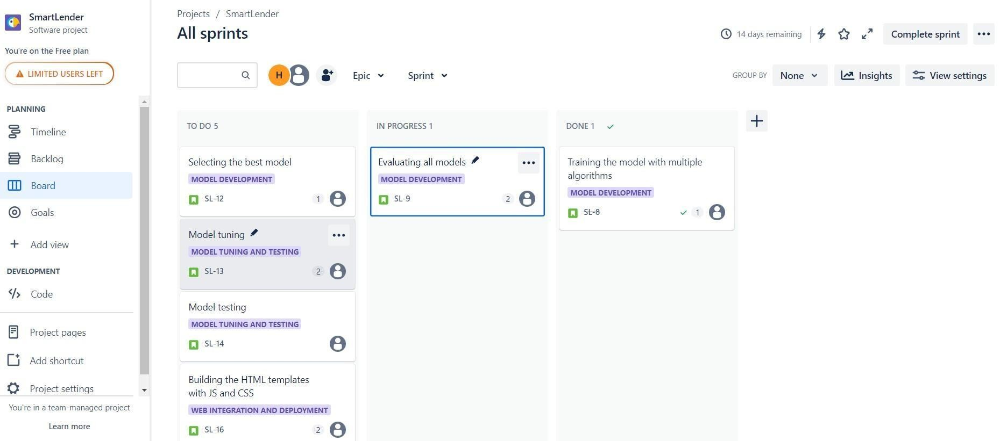 SmartLender
Software project
You're on the Free plan
LIMITED USERS LEFT
PLANNING
Timeline
Backlog
Board
Goals
Add view
DEVELOPMENT
Code
Project pages
Add shortcut
Project settings
You're in a team-managed project
Learn more
Projects / SmartLender
All sprints
14 days remaining
Complete sprint
H
Epic
Sprint
GROUP BY
None
Insights
View settings
TO DO 5
Selecting the best model
MODEL DEVELOPMENT
SL-12
1
Model tuning
MODEL TUNING AND TESTING
SL-13
2
Model testing
MODEL TUNING AND TESTING
SL-14
Building the HTML templates
with JS and CSS
WEB INTEGRATION AND DEPLOYMENT
SL-16
2
IN PROGRESS 1
Evaluating all models
MODEL DEVELOPMENT
SL-9
2
DONE 1
Training the model with multiple
algorithms
MODEL DEVELOPMENT
SL-8
1